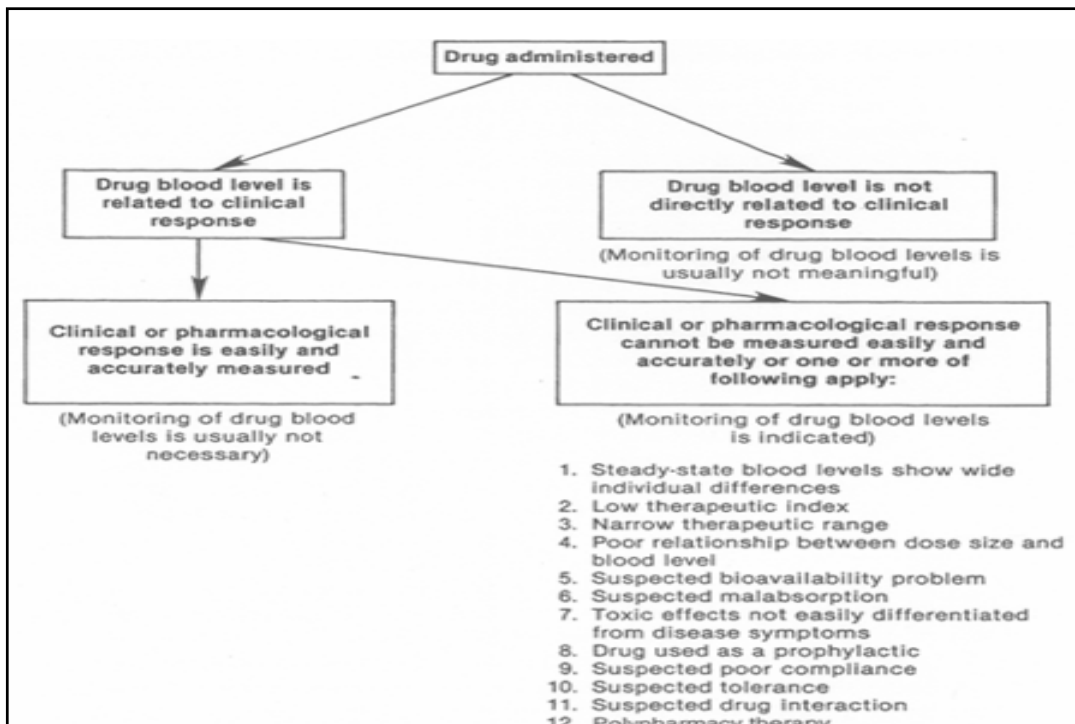 Drug administered
Drug blood level is
related to clinical
response
Drug blood level is not
directly related to clinical
response
(Monitoring of drug blood levels is
usually not meaningful)
Clinical or pharmacological
response is easily and
accurately measured
(Monitoring of drug blood
levels is usually not
necessary)
Clinical or pharmacological response
cannot be measured easily and
accurately or one or more of
following apply:
(Monitoring of drug blood levels
is indicated)
1. Steady-state blood levels show wide
individual differences
2. Low therapeutic index
3. Narrow therapeutic range
4. Poor relationship between dose size and
blood level
5. Suspected bioavailability problem
6. Suspected malabsorption
7. Toxic effects not easily differentiated
from disease symptoms
8. Drug used as a prophylactic
9. Suspected poor compliance
10. Suspected tolerance
11. Suspected drug interaction
12. Polypharmacy therapy